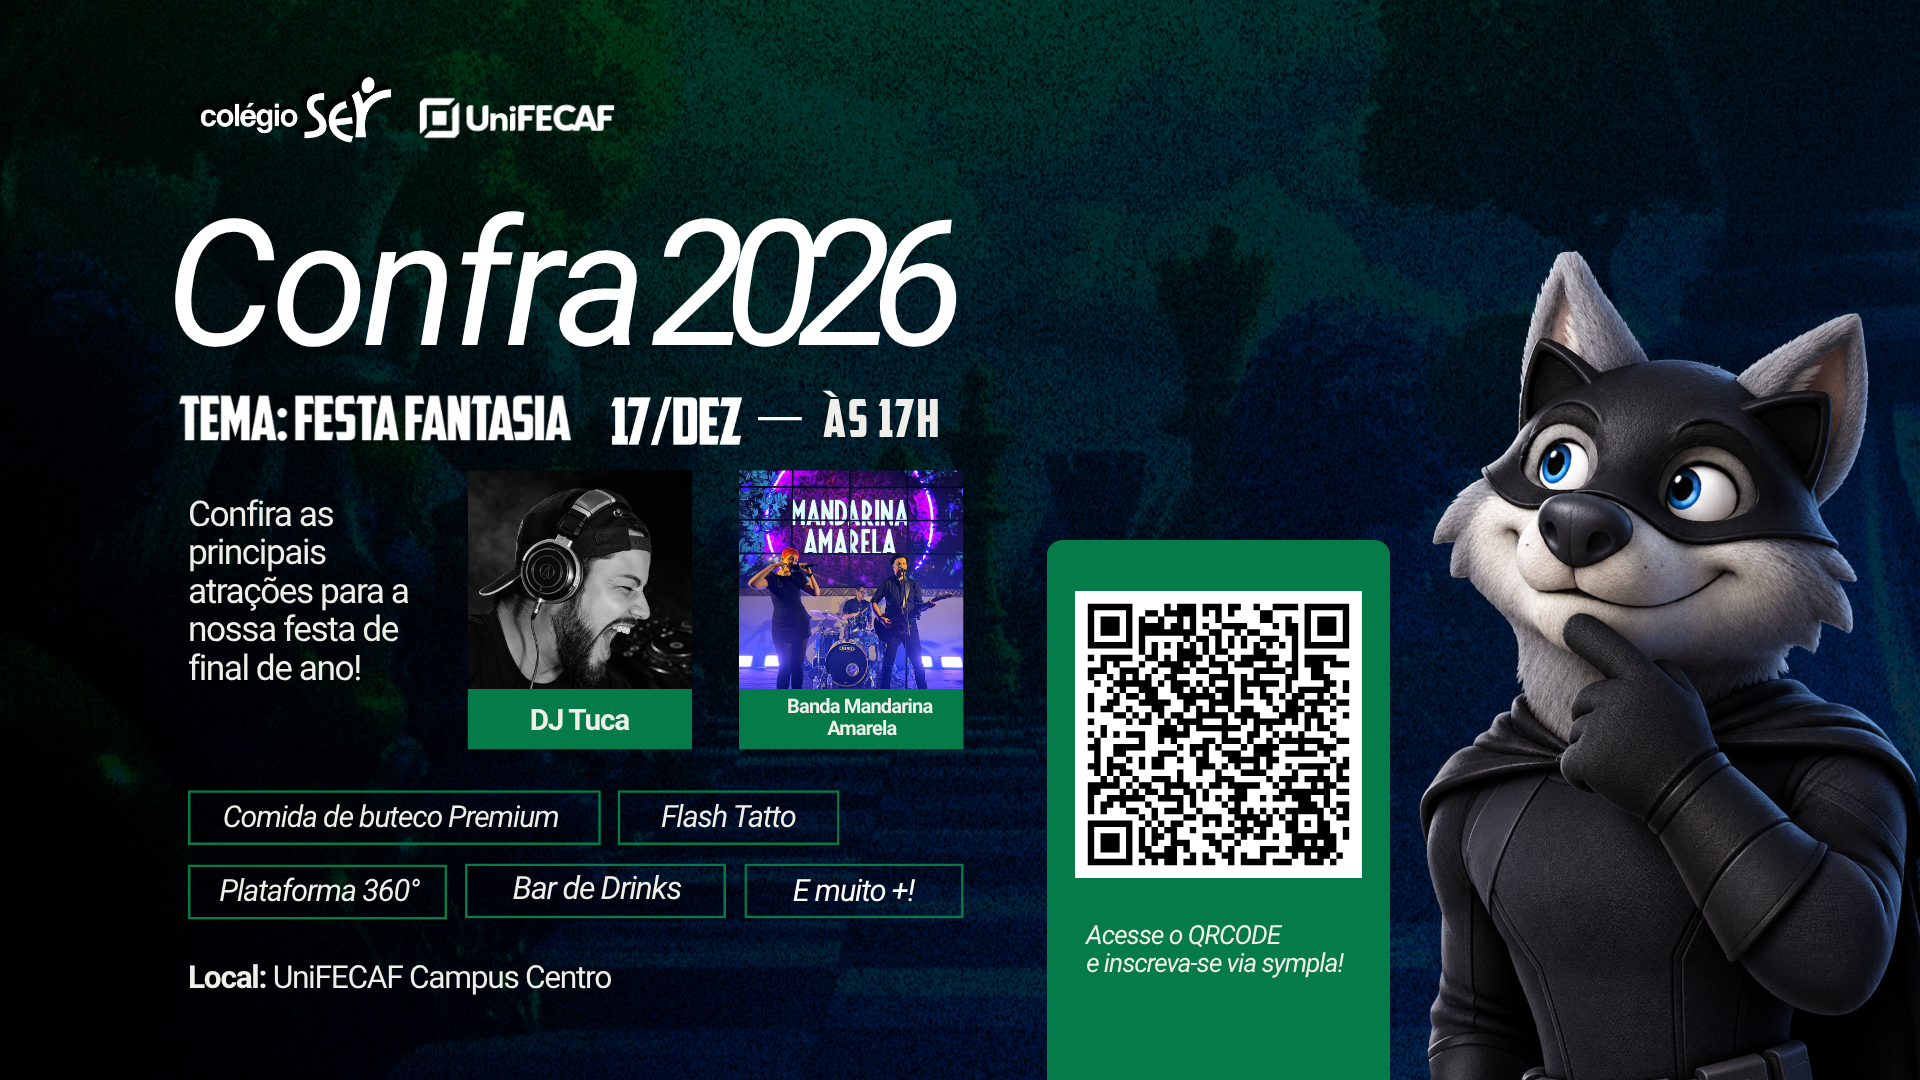 colégio Ser UniFECAF
Confra 2026
TEMA: FESTA FANTASIA 17/DEZ — ÀS 17H
Confira as
principais
atrações para a
nossa festa de
final de ano!
MANDARINA
AMARELA
DJ Tuca
Banda Mandarina
Amarela
Comida de buteco Premium
Flash Tatto
Plataforma 360°
Bar de Drinks
E muito +!
Local: UniFECAF Campus Centro
Acesse o QRCODE
e inscreva-se via sympla!